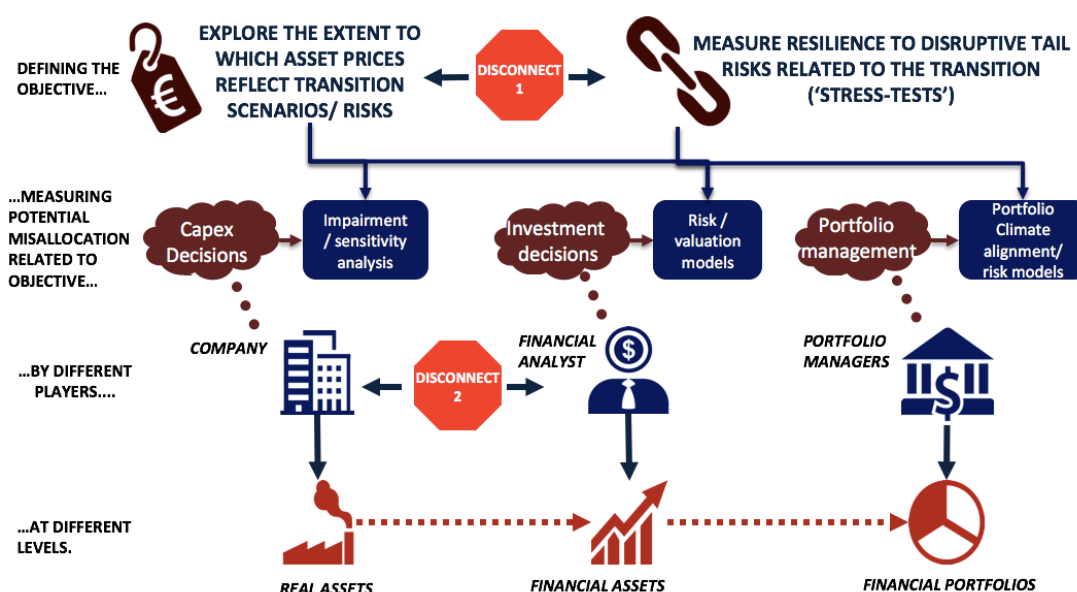 DEFINING THE
OBJECTIVE…
€
EXPLORE THE EXTENT TO
WHICH ASSET PRICES
REFLECT TRANSITION
SCENARIOS/ RISKS
DISCONNECT
1
MEASURE RESILIENCE TO DISRUPTIVE TAIL
RISKS RELATED TO THE TRANSITION
(‘STRESS-TESTS’)
…MEASURING
POTENTIAL
MISALLOCATION
RELATED TO
OBJECTIVE…
Capex
Decisions
Impairment
/ sensitivity
analysis
Investment
decisions
Risk /
valuation
models
Portfolio
management
Portfolio
Climate
alignment/
risk models
…BY DIFFERENT
PLAYERS….
COMPANY
DISCONNECT
2
FINANCIAL
ANALYST
$
PORTFOLIO
MANAGERS
$
…AT DIFFERENT
LEVELS.
REAL ASSETS
FINANCIAL ASSETS
FINANCIAL PORTFOLIOS